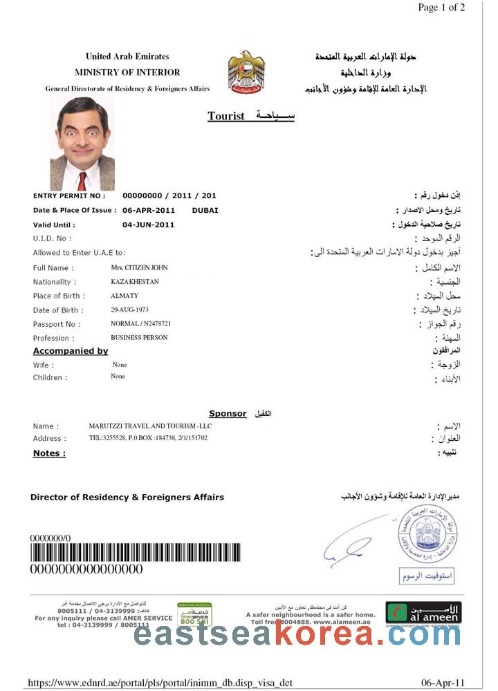 Page 1 of 2
United Arab Emirates
دولة الإمارات العربية المتحدة
MINISTRY OF INTERIOR
وزارة الداخلية
General Directorate of Residency & Foreigners Affairs
الإدارة العامة للإقامة وشؤون الأجانب
Tourist سياحة
ENTRY PERMIT NO : 00000000 / 2011 / 201 إذن دخول رقم :
Date & Place Of Issue : 06-APR-2011 DUBAI تاريخ ومحل الاصدار :
Valid Until : 04-JUN-2011 تاريخ صلاحية الدخول :
U.I.D. No : الرقم الموحد :
Allowed to Enter U.A.E to: أجيز بدخول دولة الامارات العربية المتحدة الى:
Full Name : Mrs. CITIZEN JOHN الاسم الكامل :
Nationality : KAZAKHESTAN الجنسية :
Place of Birth : ALMATY محل الميلاد :
Date of Birth : 29-AUG-1973 تاريخ الميلاد :
Passport No : NORMAL / N2478721 رقم الجواز :
Profession : BUSINESS PERSON المهنة :
Accompanied by المرافقون
Wife : None الزوجة :
Children : None الأبناء :
Sponsor الكفيل
Name : MARUTZZI TRAVEL AND TOURISM -LLC الاسم :
Address : TEL:3255528, P.0.BOX :184738, 2/1/151702 العنوان :
Notes : تنبيه :
Director of Residency & Foreigners Affairs مدير الإدارة العامة للإقامة وشؤون الأجانب
0000000/0
0000000000000000
استوفيت الرسوم
للتواصل مع الإدارة يرجى الاتصال بخدمة آمر
هاتف: 04-3139999 / 8005111
For any inquiry please call AMER SERVICE
tel : 04-3139999 / 8005111
A safer neighbourhood is a safer home.
Toll free 8004888. www.alameen.ae
الأمين
al ameen
eastseakorea.com
https://www.ednrd.ae/portal/pls/portal/inimm_db.disp_visa_det 06-Apr-11